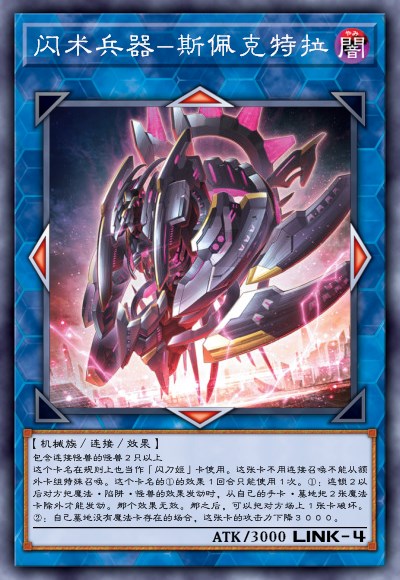 闪术兵器-斯佩克特拉
闇
やみ
【机械族／连接／效果】
包含连接怪兽的怪兽2只以上
这个卡名在规则上也当作「闪刀姬」卡使用。这张卡不用连接召唤不能从额
外卡组特殊召唤。这个卡名的①的效果1回合只能使用1次。①：连锁2以
后对方把魔法·陷阱·怪兽的效果发动时，从自己的手卡·墓地把2张魔法
卡除外才能发动。那个效果无效。那之后，可以把对方场上1张卡破坏。
②：自己墓地没有魔法卡存在的场合，这张卡的攻击力下降3000。
ATK/3000 LINK-4